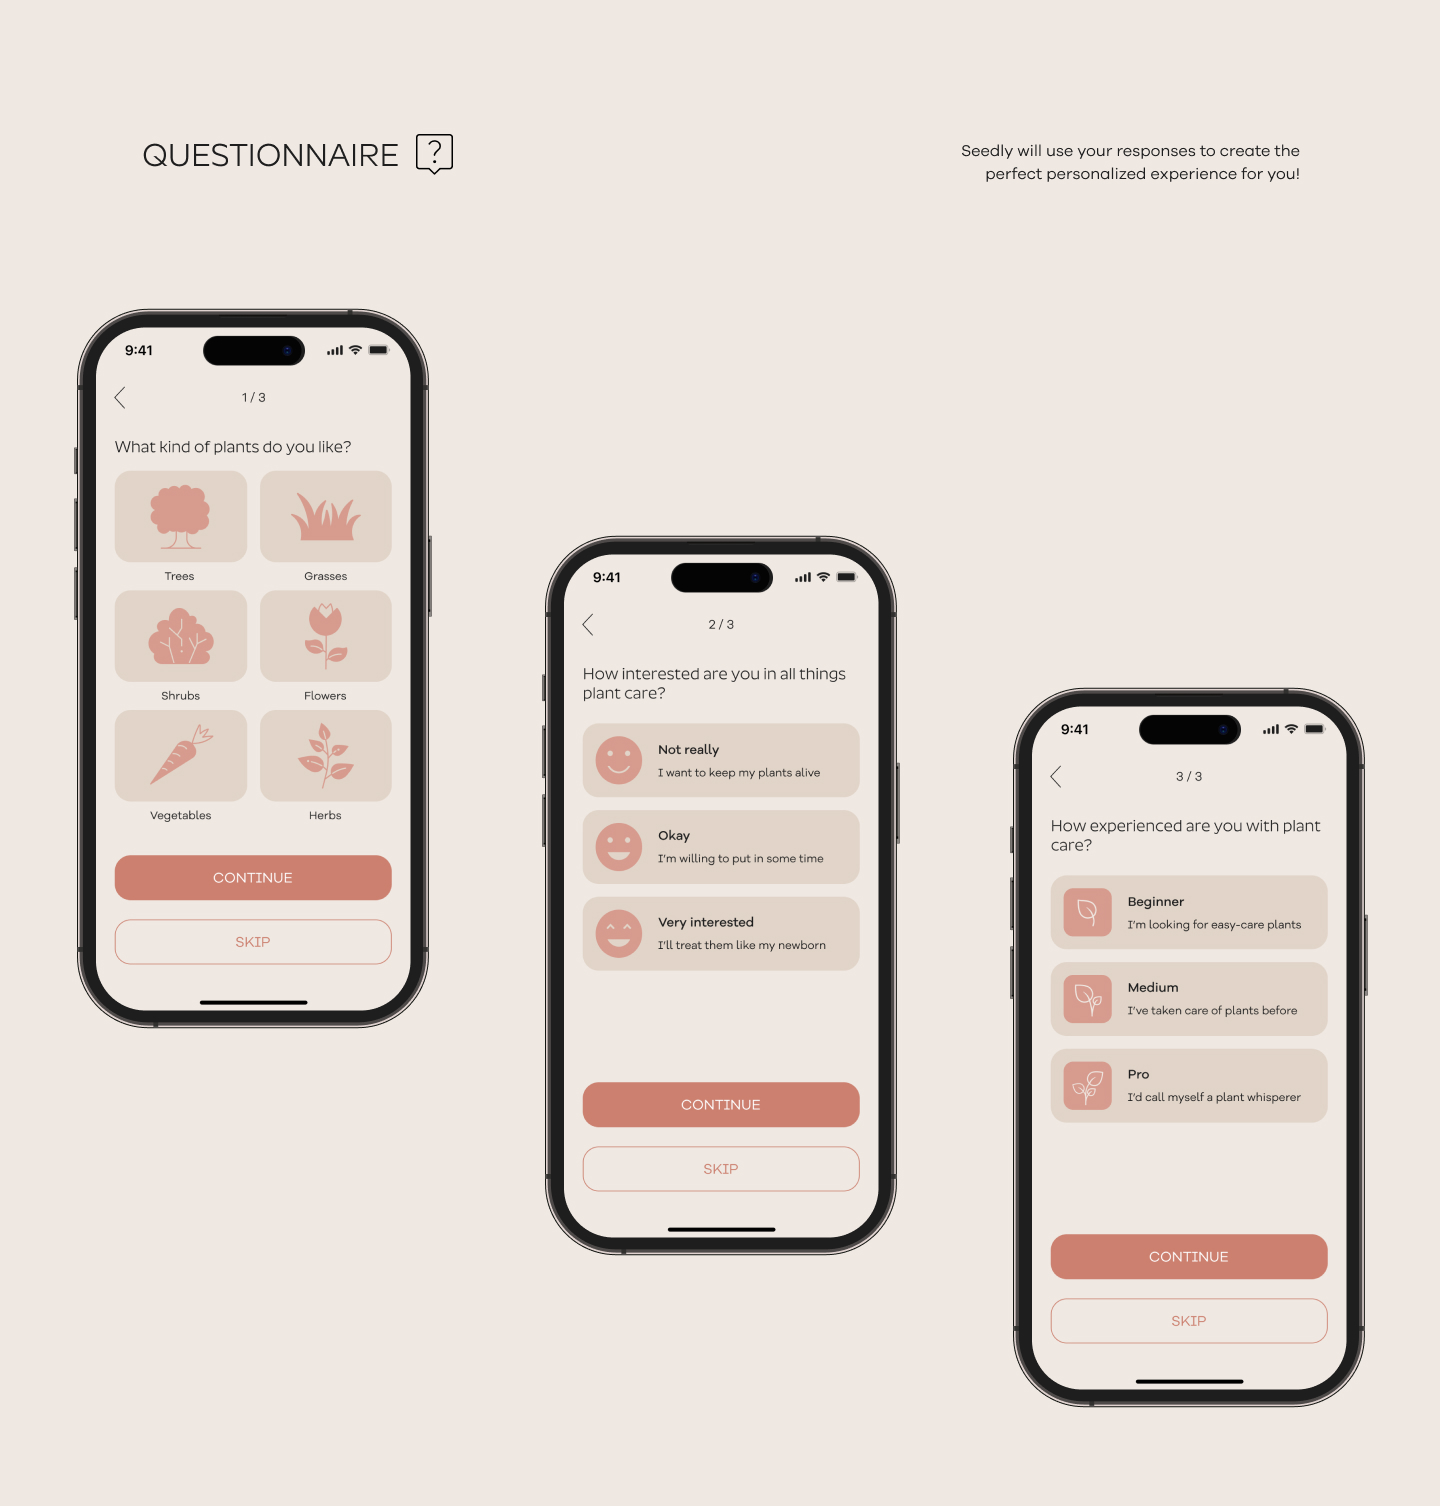 QUESTIONNAIRE ?
Seedly will use your responses to create the
perfect personalized experience for you!
9:41
1 / 3
What kind of plants do you like?
Trees
Grasses
Shrubs
Flowers
Vegetables
Herbs
CONTINUE
SKIP
9:41
2 / 3
How interested are you in all things
plant care?
Not really
I want to keep my plants alive
Okay
I'm willing to put in some time
Very interested
I'll treat them like my newborn
CONTINUE
SKIP
9:41
3 / 3
How experienced are you with plant
care?
Beginner
I'm looking for easy-care plants
Medium
I've taken care of plants before
Pro
I'd call myself a plant whisperer
CONTINUE
SKIP